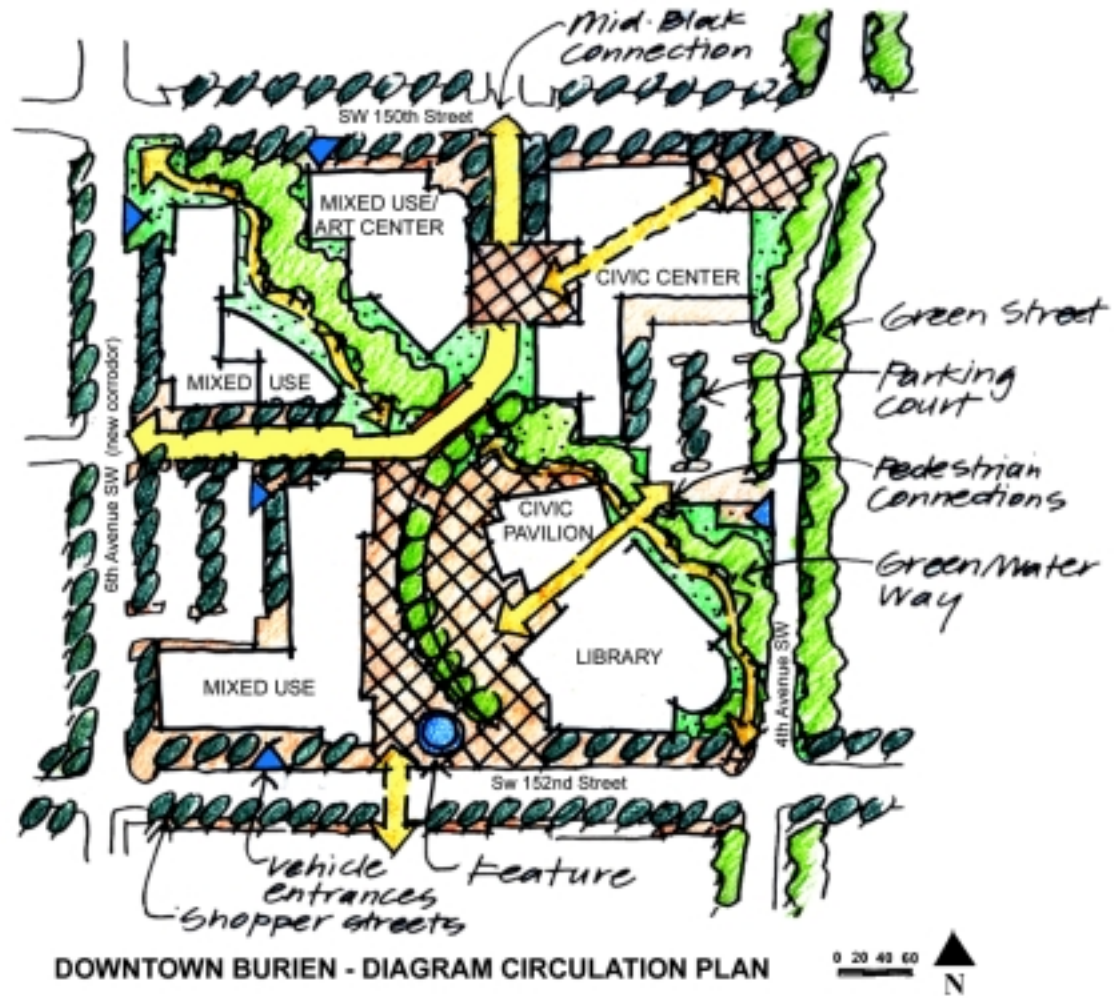 Mid-Block
Connection
SW 150th Street
MIXED USE/
ART CENTER
CIVIC CENTER
Green Street
MIXED USE
Parking
Court
6th Avenue SW (new corrodor)
Pedestrian
Connections
CIVIC
PAVILION
Green/Water
Way
LIBRARY
MIXED USE
4th Avenue SW
Sw 152nd Street
Vehicle
entrances
Feature
Shopper streets
DOWNTOWN BURIEN - DIAGRAM CIRCULATION PLAN
0 20 40 60
N